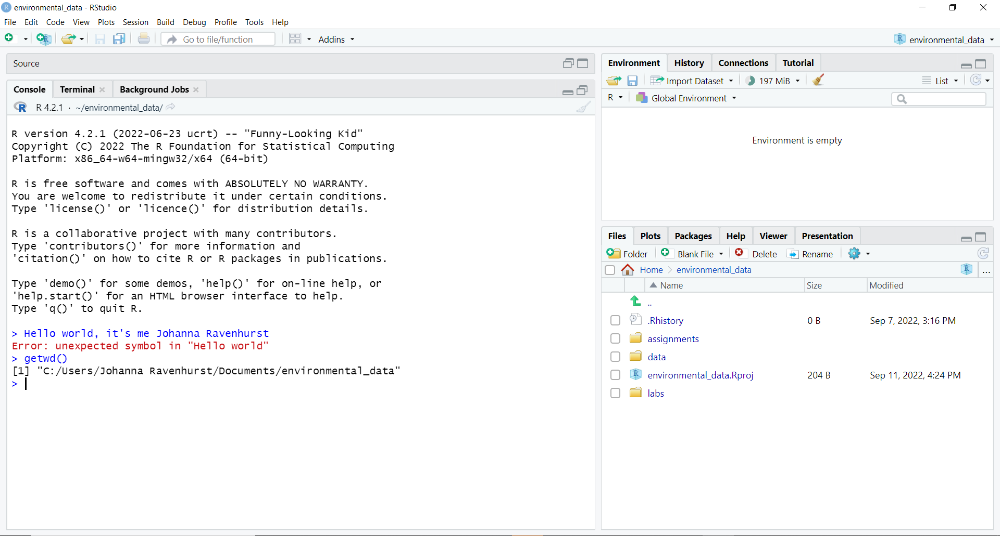 environmental_data - RStudio
File Edit Code View Plots Session Build Debug Profile Tools Help
Go to file/function Addins environmental_data
Source
Console Terminal Background Jobs
R 4.2.1 · ~/environmental_data/
R version 4.2.1 (2022-06-23 ucrt) -- "Funny-Looking Kid"
Copyright (C) 2022 The R Foundation for Statistical Computing
Platform: x86_64-w64-mingw32/x64 (64-bit)
R is free software and comes with ABSOLUTELY NO WARRANTY.
You are welcome to redistribute it under certain conditions.
Type 'license()' or 'licence()' for distribution details.
R is a collaborative project with many contributors.
Type 'contributors()' for more information and
'citation()' on how to cite R or R packages in publications.
Type 'demo()' for some demos, 'help()' for on-line help, or
'help.start()' for an HTML browser interface to help.
Type 'q()' to quit R.
> Hello world, it's me Johanna Ravenhurst
Error: unexpected symbol in "Hello world"
> getwd()
[1] "C:/Users/Johanna Ravenhurst/Documents/environmental_data"
>
Environment History Connections Tutorial
Import Dataset 197 MiB List
R Global Environment
Environment is empty
Files Plots Packages Help Viewer Presentation
Folder Blank File Delete Rename
Home environmental_data ...
Name Size Modified
..
.Rhistory 0 B Sep 7, 2022, 3:16 PM
assignments
data
environmental_data.Rproj 204 B Sep 11, 2022, 4:24 PM
labs